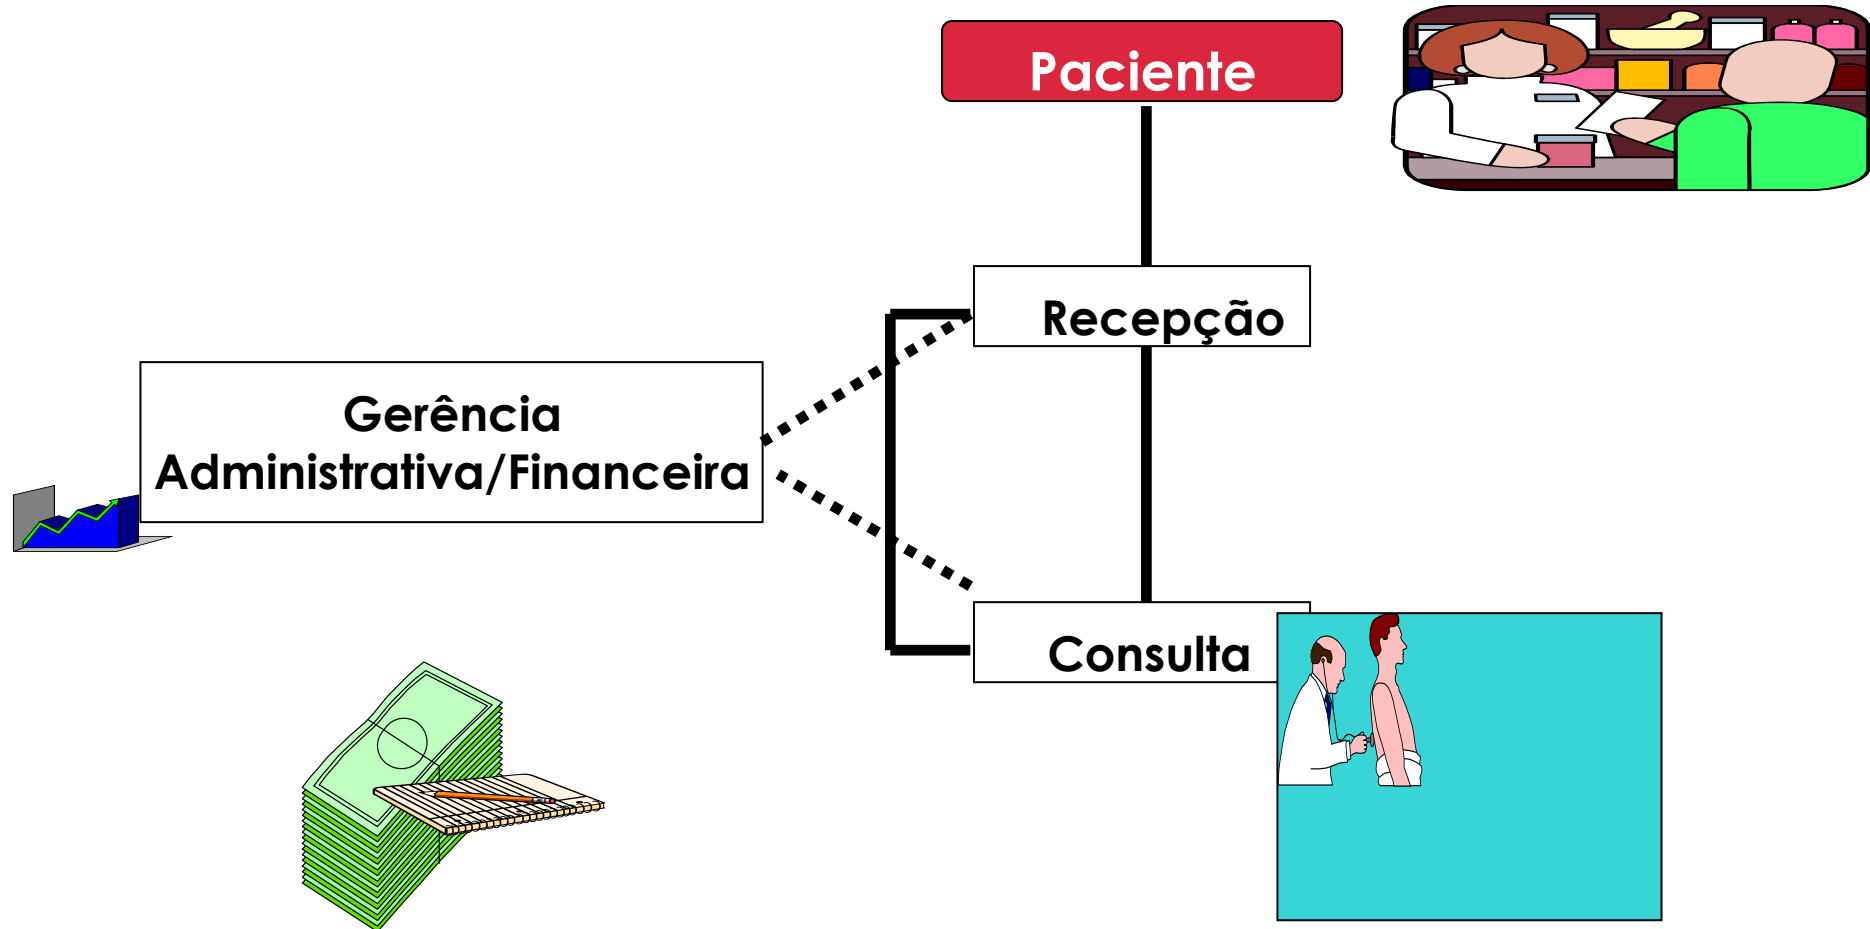 Paciente
Recepção
Gerência
Administrativa/Financeira
Consulta